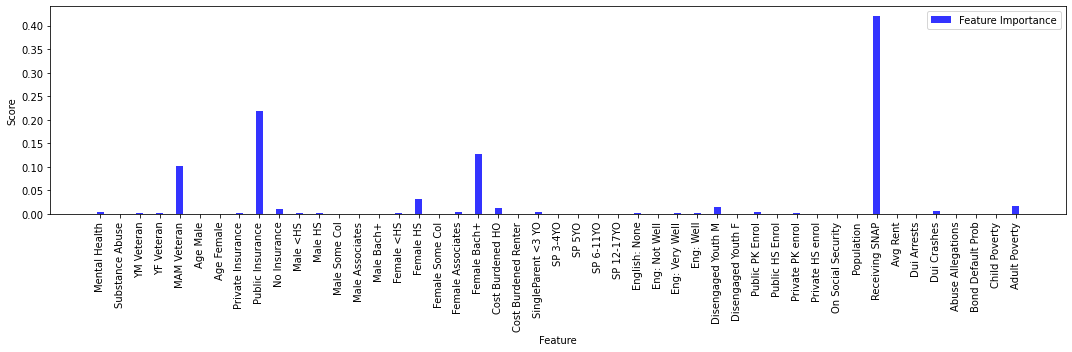 Feature Importance
0.40
0.35
0.30
0.25
0.20
0.15
0.10
0.05
0.00
Score
Mental Health
Substance Abuse
YM Veteran
YF Veteran
MAM Veteran
Age Male
Age Female
Private Insurance
Public Insurance
No Insurance
Male <HS
Male HS
Male Some Col
Male Associates
Male Bach+
Female <HS
Female HS
Female Some Col
Female Associates
Female Bach+
Cost Burdened HO
Cost Burdened Renter
SingleParent <3 YO
SP 3-4YO
SP 5YO
SP 6-11YO
SP 12-17YO
English: None
Eng: Not Well
Eng: Very Well
Eng: Well
Disengaged Youth M
Disengaged Youth F
Public PK Enrol
Public HS Enrol
Private PK enrol
Private HS enrol
On Social Security
Population
Receiving SNAP
Avg Rent
Dui Arrests
Dui Crashes
Abuse Allegations
Bond Default Prob
Child Poverty
Adult Poverty
Feature